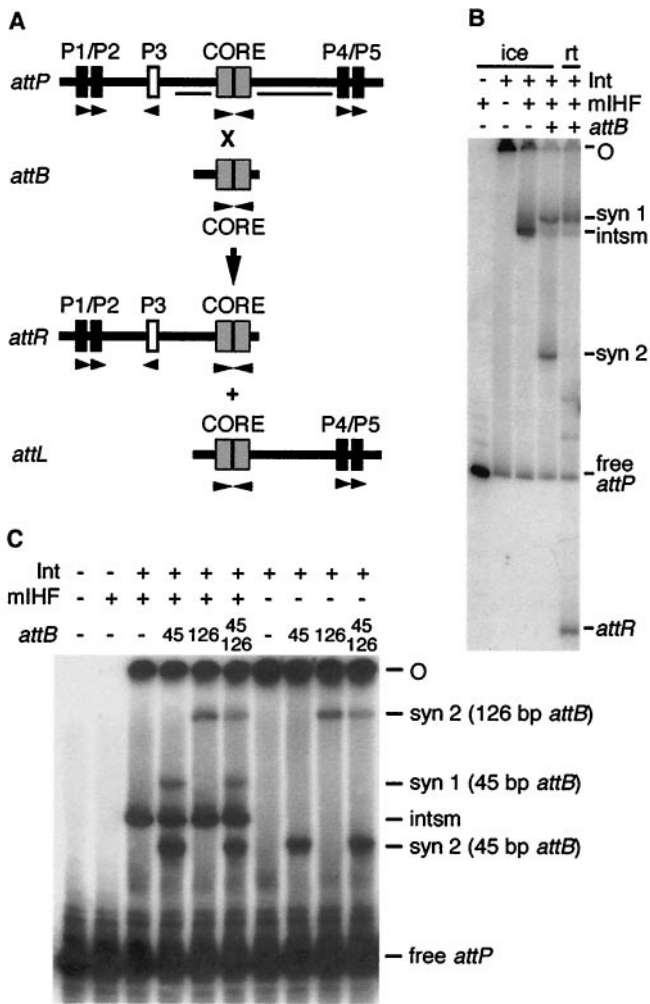 A
P1/P2 P3 CORE P4/P5
attP
X
attB
CORE
P1/P2 P3 CORE
attR
+
CORE P4/P5
attL
B
ice rt
- + + + + Int
+ - + + + mIHF
- - - + + attB
O
syn 1
intsm
syn 2
free
attP
attR
C
Int - - + + + + + + + +
mIHF - + + + + + - - - -
attB - - - 45 126 45 126 - 45 126 45 126
O
syn 2 (126 bp attB)
syn 1 (45 bp attB)
intsm
syn 2 (45 bp attB)
free attP